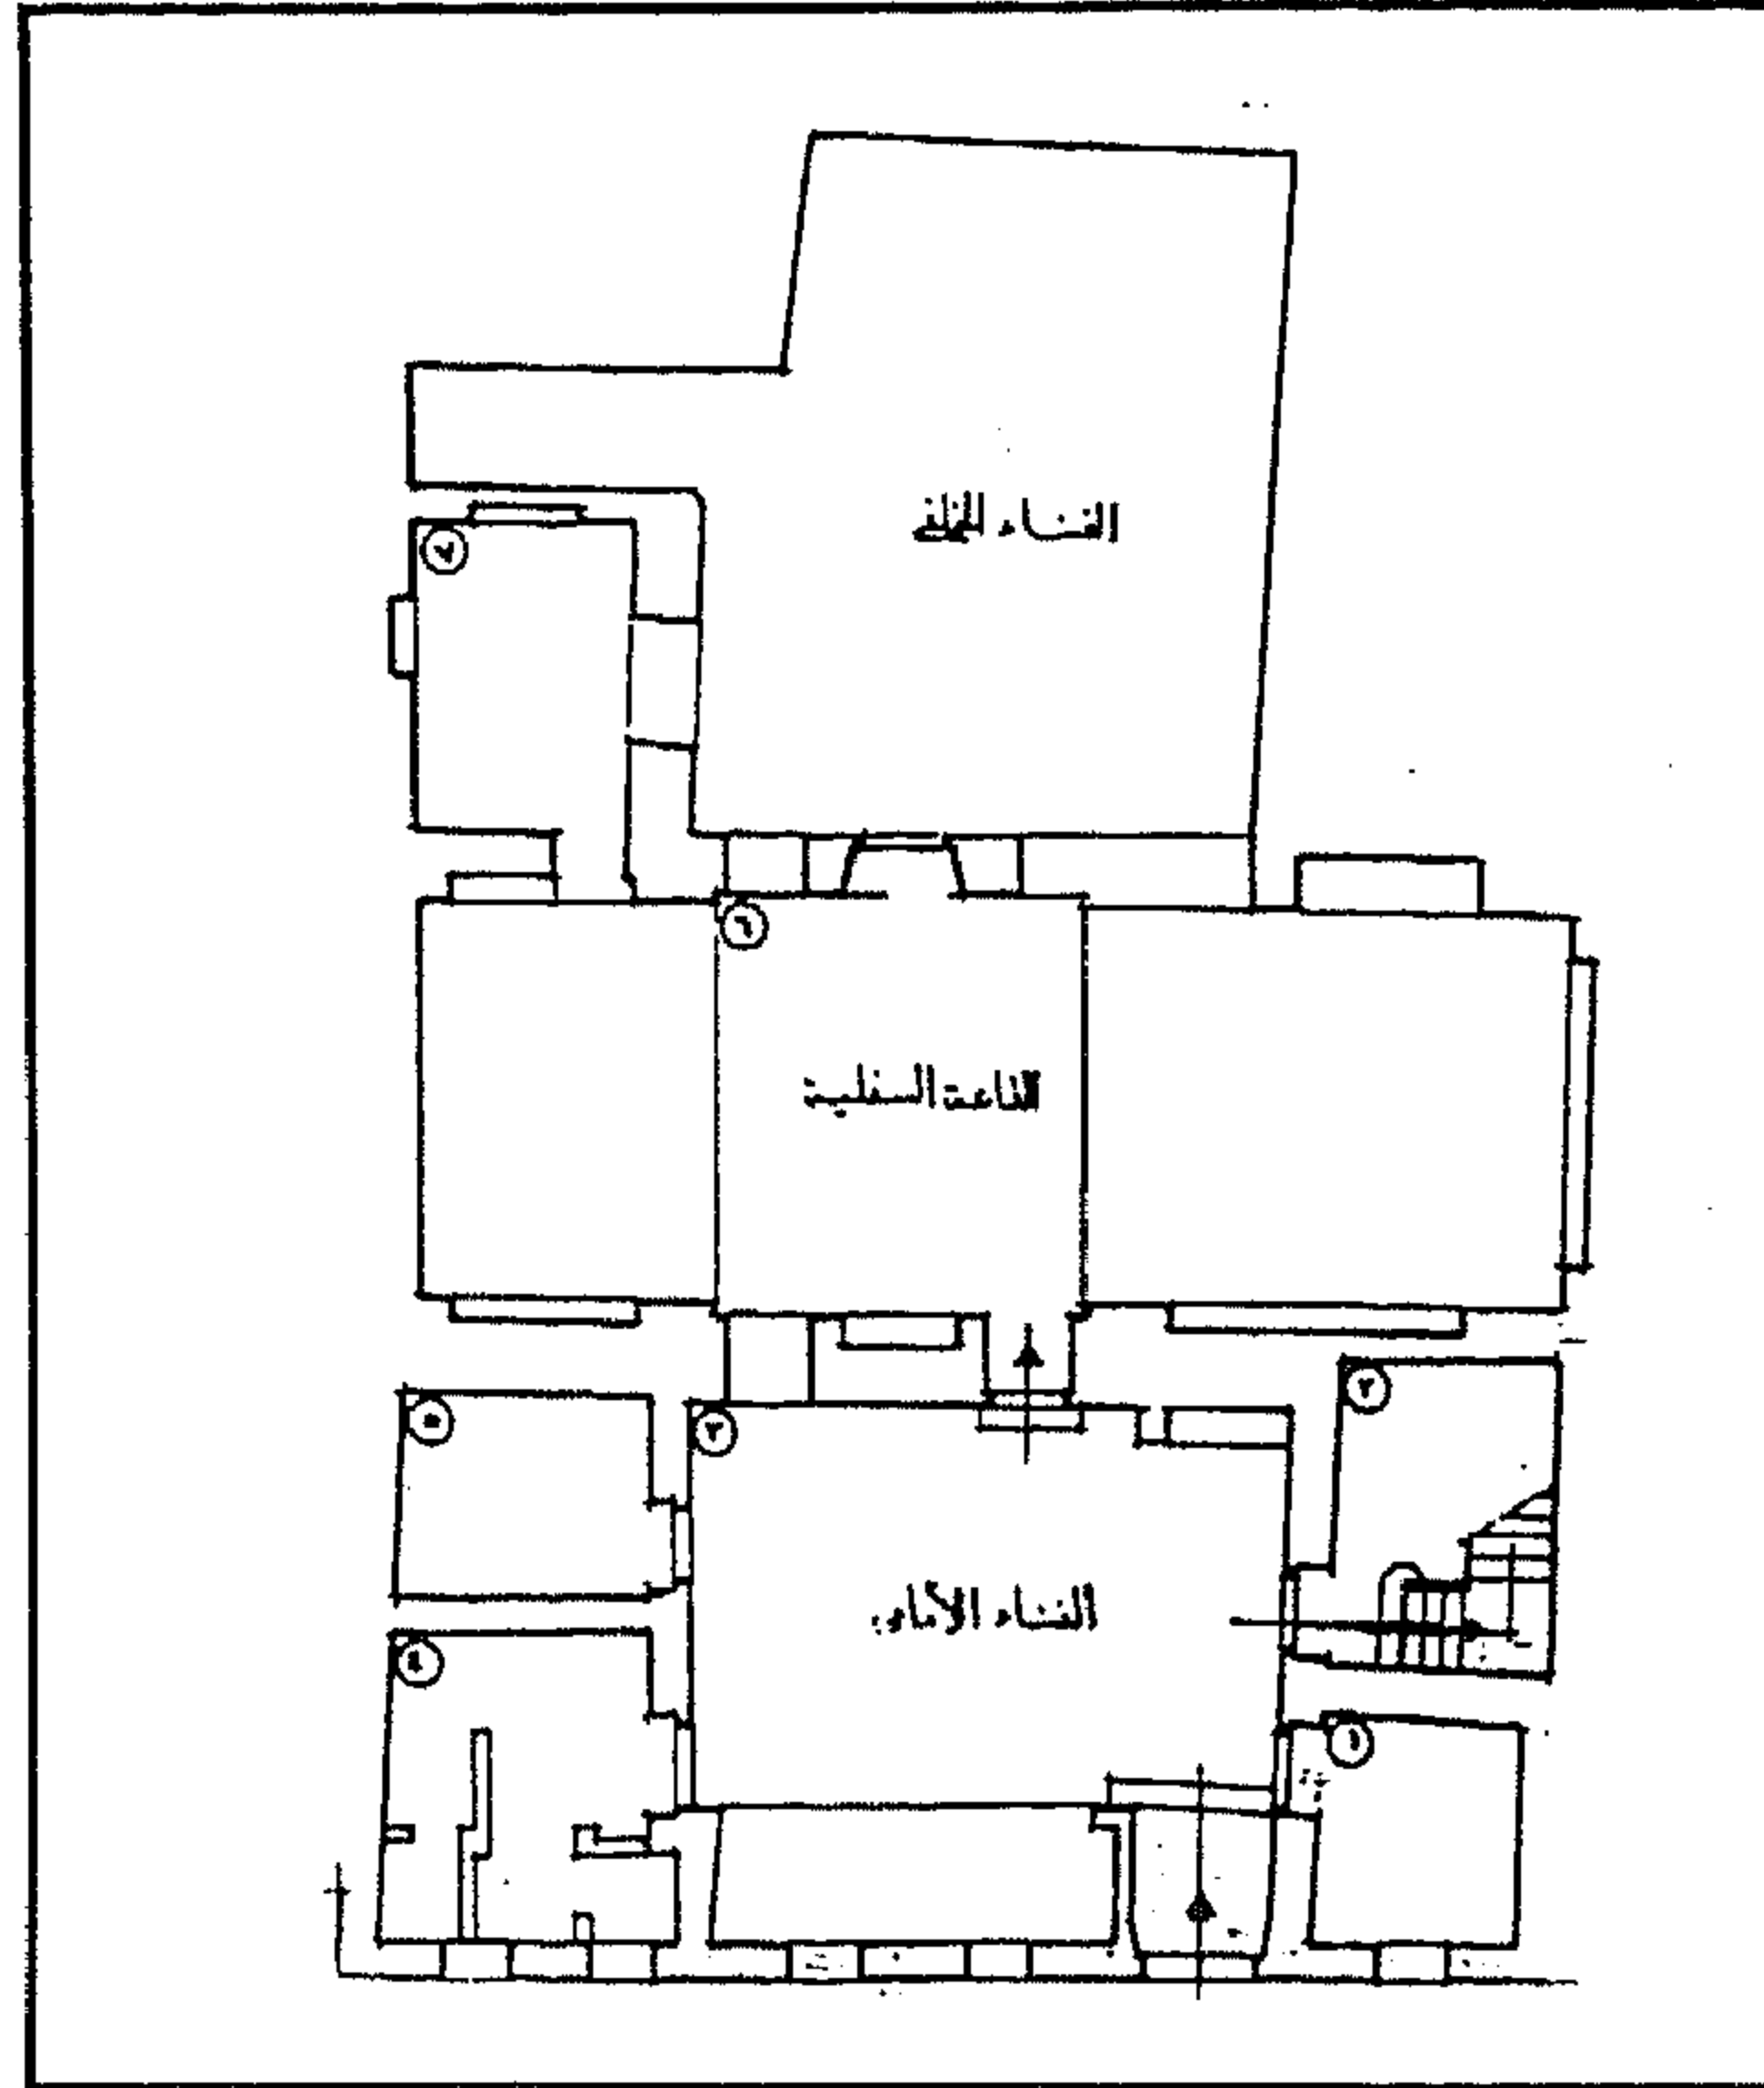 الفناء الخلفي
٧
٦
القاعة السفلية
٢
٣
٥
الفناء الأمامي
٤
١